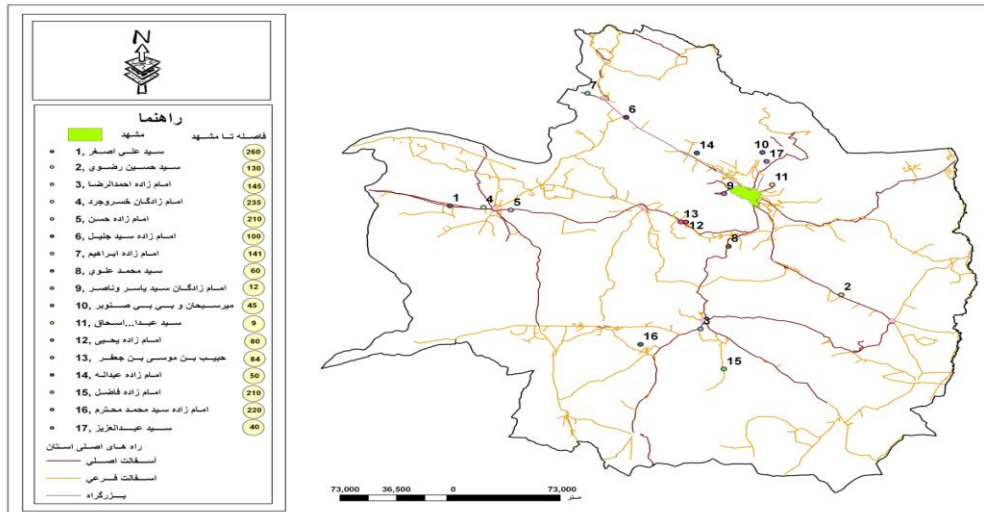 N
راهنما
مشهد فاصله تا مشهد
1, سید علی اصغر 260
2, سید حسین رضوی 130
3, امام زاده احمدالرضا 145
4, امام زادگان خسروجرد 235
5, امام زاده حسن 210
6, امام زاده سید جلیل 100
7, امام زاده ابراهیم 141
8, سید محمد علوی 60
9, امام زادگان سید یاسر وناصر 12
10, میرسبحان و بی بی صنوبر 45
11, سید عبدا...اسحاق 9
12, امام زاده یحیی 80
13, حبیب بن موسی بن جعفر 84
14, امام زاده عبداله 50
15, امام زاده فاضل 210
16, امام زاده سید محمد محترم 220
17, سید عبدالعزیز 40
راه های اصلی استان
آسفالت اصلی
اسفالت فرعی
بزرگراه
7
6
14
10
17
11
9
1
4
5
13
12
8
2
3
16
15
73,000 36,500 0 73,000
متر